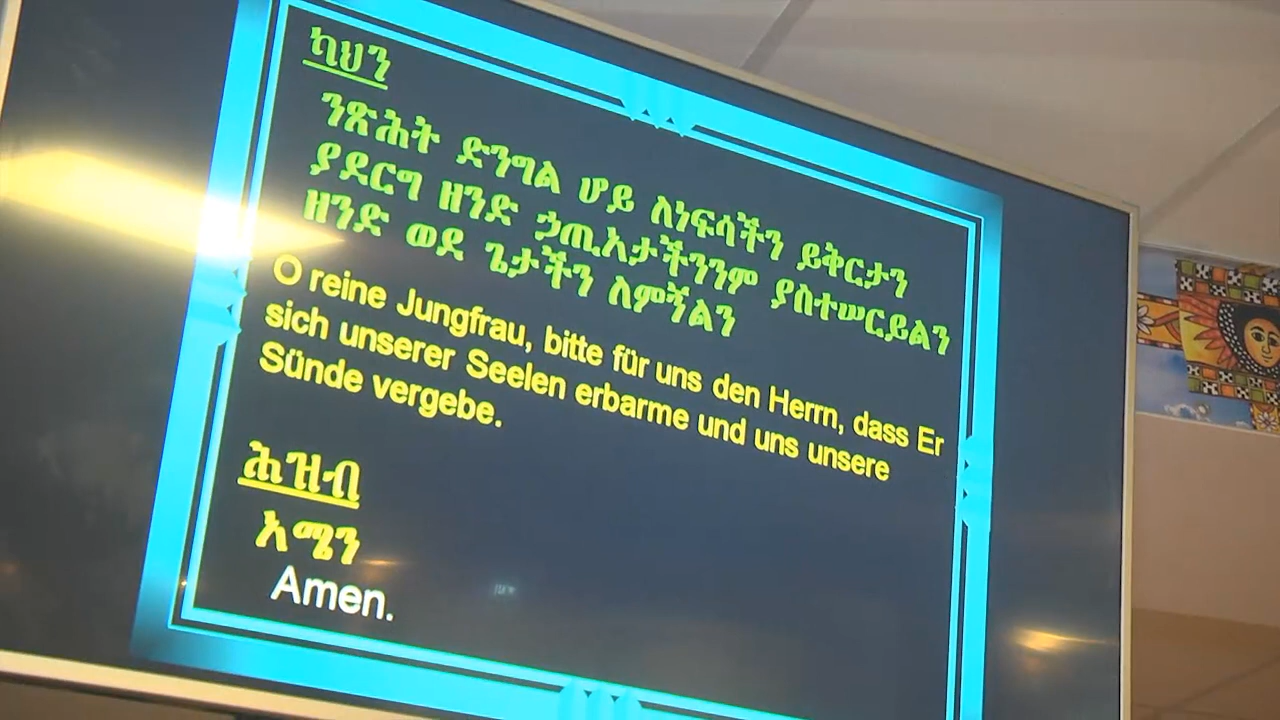 ካህን
ንጽሕት ድንግል ሆይ ለነፍሳችን ይቅርታን
ያደርግ ዘንድ ኃጢአታችንንም ያስተሠርይልን
ዘንድ ወደ ጌታችን ለምኝልን
O reine Jungfrau, bitte für uns den Herrn, dass Er
sich unserer Seelen erbarme und uns unsere
Sünde vergebe.
ሕዝብ
አሜን
Amen.